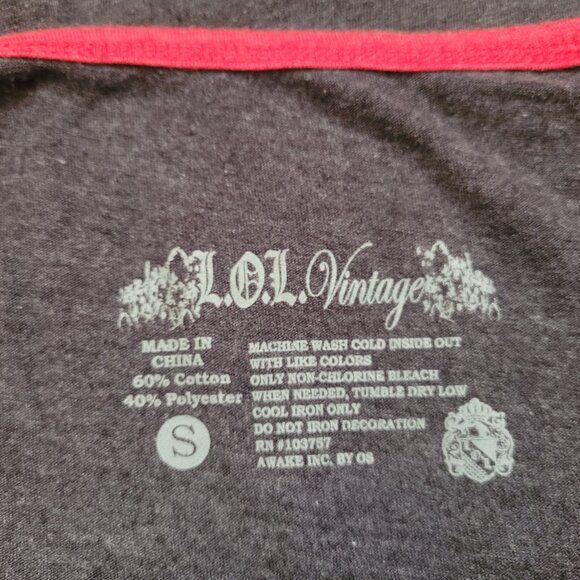 L.O.L. Vintage
MADE IN
CHINA
60% Cotton
40% Polyester
S
MACHINE WASH COLD INSIDE OUT
WITH LIKE COLORS
ONLY NON-CHLORINE BLEACH
WHEN NEEDED, TUMBLE DRY LOW
COOL IRON ONLY
DO NOT IRON DECORATION
RN #103757
AWAKE INC. BY OS